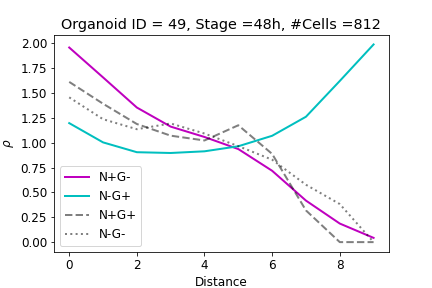 Organoid ID = 49, Stage =48h, #Cells =812
2.00
1.75
1.50
1.25
1.00
0.75
0.50
0.25
0.00
ρ
N+G-
N-G+
N+G+
N-G-
0 2 4 6 8
Distance